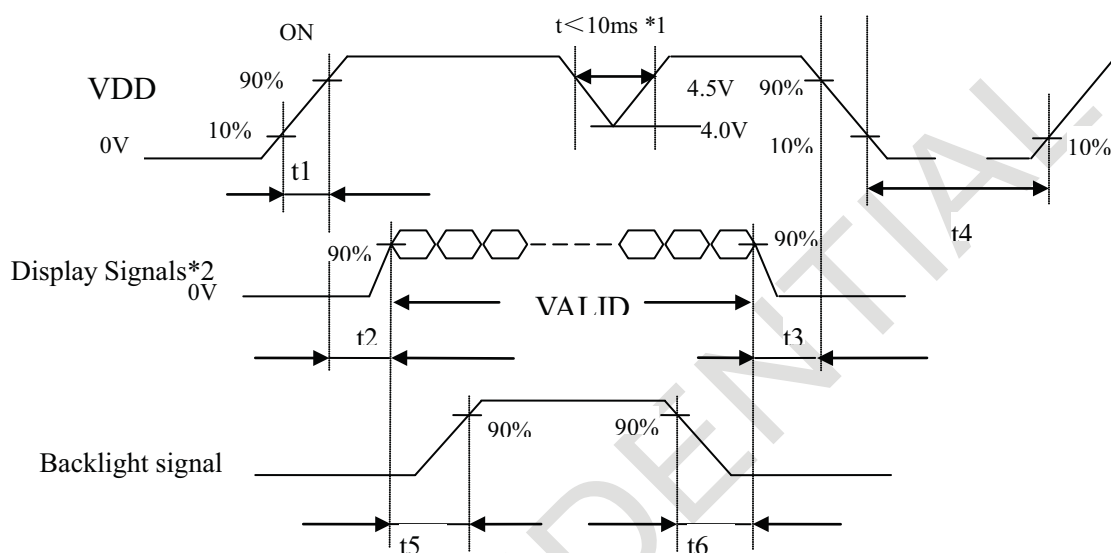 t＜10ms *1
ON
90%
VDD
4.5V
90%
10%
4.0V
10%
10%
0V
t1
t4
90%
90%
Display Signals*2
0V
VALID
t2
t3
90%
90%
Backlight signal
t5
t6
DENTIAL